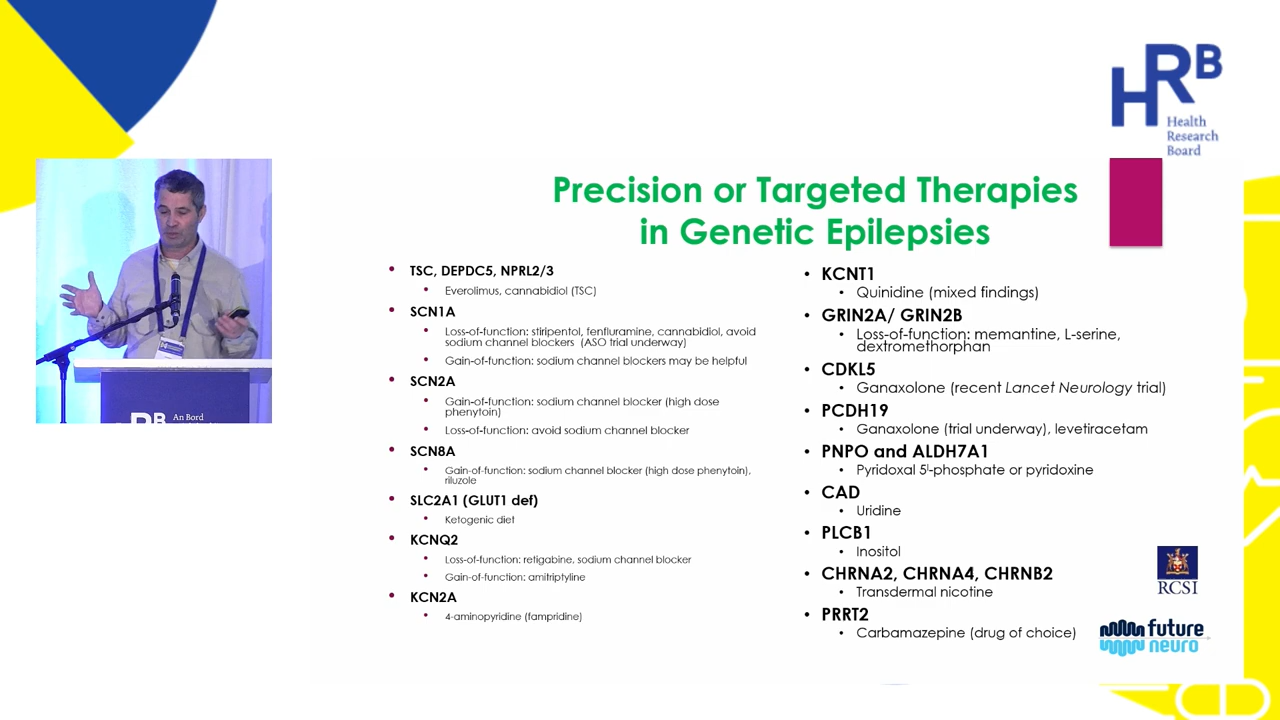 HRB
Health
Research
Board
Precision or Targeted Therapies
in Genetic Epilepsies
• TSC, DEPDC5, NPRL2/3
• Everolimus, cannabidiol (TSC)
• SCN1A
• Loss-of-function: stiripentol, fenfluramine, cannabidiol, avoid
sodium channel blockers (ASO trial underway)
• Gain-of-function: sodium channel blockers may be helpful
• SCN2A
• Gain-of-function: sodium channel blocker (high dose
phenytoin)
• Loss-of-function: avoid sodium channel blocker
• SCN8A
• Gain-of-function: sodium channel blocker (high dose phenytoin),
riluzole
• SLC2A1 (GLUT1 def)
• Ketogenic diet
• KCNQ2
• Loss-of-function: retigabine, sodium channel blocker
• Gain-of-function: amitriptyline
• KCN2A
• 4-aminopyridine (fampridine)
• KCNT1
• Quinidine (mixed findings)
• GRIN2A/ GRIN2B
• Loss-of-function: memantine, L-serine,
dextromethorphan
• CDKL5
• Ganaxolone (recent Lancet Neurology trial)
• PCDH19
• Ganaxolone (trial underway), levetiracetam
• PNPO and ALDH7A1
• Pyridoxal 5'-phosphate or pyridoxine
• CAD
• Uridine
• PLCB1
• Inositol
• CHRNA2, CHRNA4, CHRNB2
• Transdermal nicotine
• PRRT2
• Carbamazepine (drug of choice)
RCSI
future
neuro
RB
An Bord